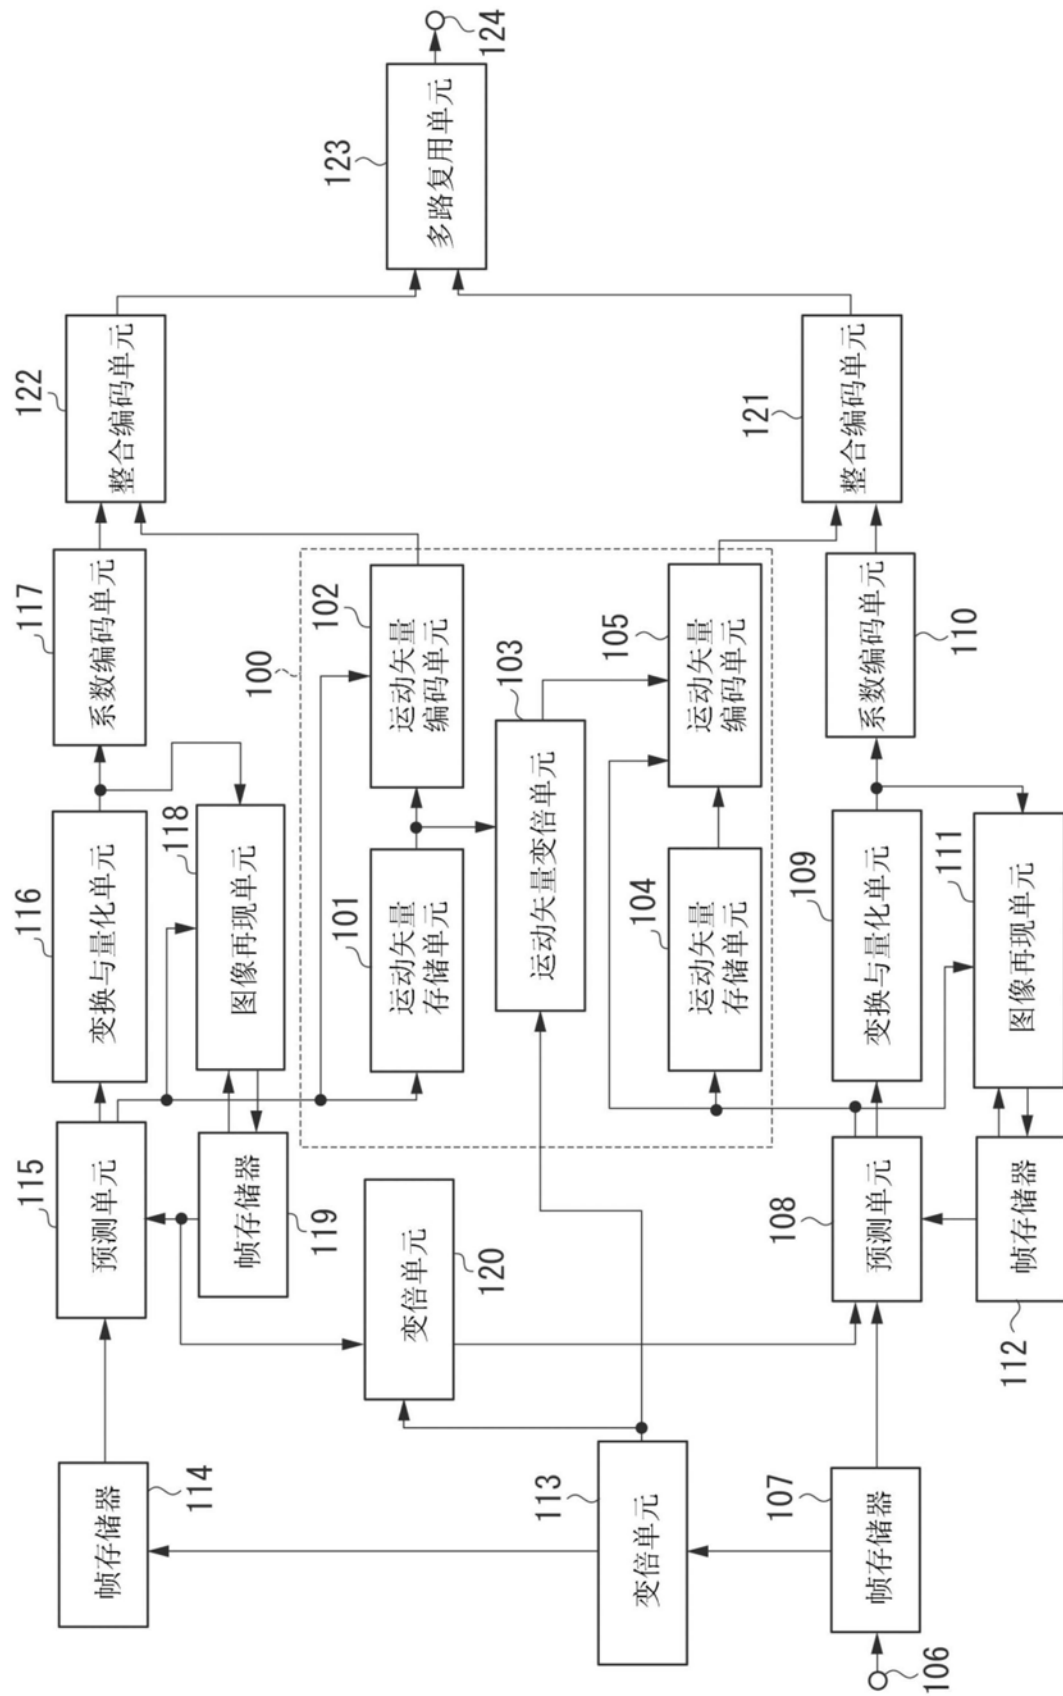 124
123
多路复用单元
122
整合编码单元
121
整合编码单元
117
系数编码单元
100
102
运动矢量
编码单元
103
运动矢量变倍单元
105
运动矢量
编码单元
110
系数编码单元
116
变换与量化单元
118
图像再现单元
101
运动矢量
存储单元
104
运动矢量
存储单元
109
变换与量化单元
111
图像再现单元
115
预测单元
119
帧存储器
120
变倍单元
108
预测单元
112
帧存储器
114
帧存储器
113
变倍单元
107
帧存储器
106